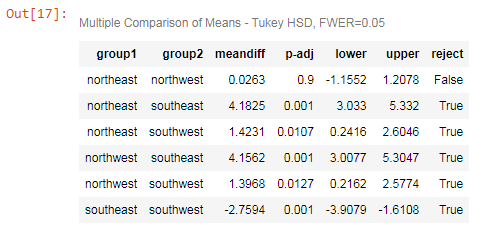 Out[17]:
Multiple Comparison of Means - Tukey HSD, FWER=0.05
group1 group2 meandiff p-adj lower upper reject
northeast northwest 0.0263 0.9 -1.1552 1.2078 False
northeast southeast 4.1825 0.001 3.033 5.332 True
northeast southwest 1.4231 0.0107 0.2416 2.6046 True
northwest southeast 4.1562 0.001 3.0077 5.3047 True
northwest southwest 1.3968 0.0127 0.2162 2.5774 True
southeast southwest -2.7594 0.001 -3.9079 -1.6108 True